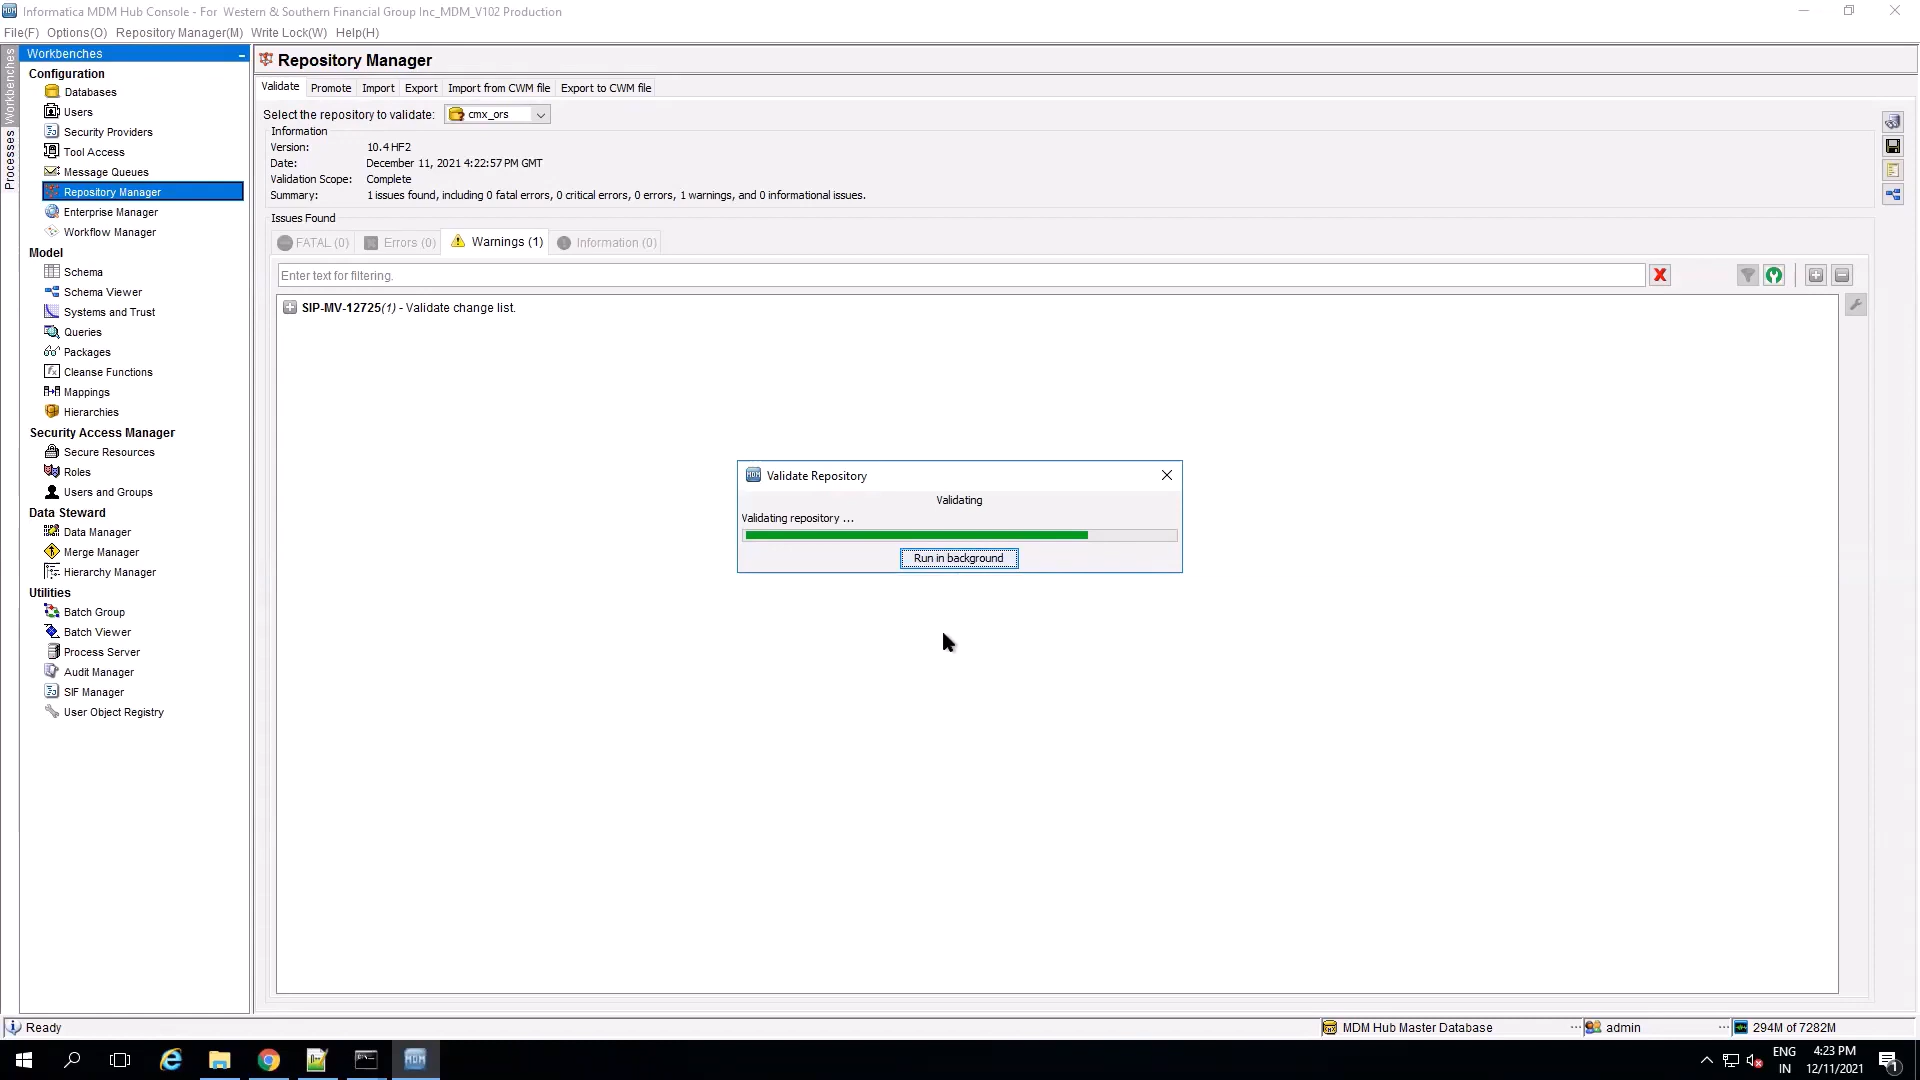 Informatica MDM Hub Console - For Western & Southern Financial Group Inc_MDM_V102 Production
File(F) Options(O) Repository Manager(M) Write Lock(W) Help(H)
Workbenches
Processes
Workbenches
Configuration
Databases
Users
Security Providers
Tool Access
Message Queues
Repository Manager
Enterprise Manager
Workflow Manager
Model
Schema
Schema Viewer
Systems and Trust
Queries
Packages
Cleanse Functions
Mappings
Hierarchies
Security Access Manager
Secure Resources
Roles
Users and Groups
Data Steward
Data Manager
Merge Manager
Hierarchy Manager
Utilities
Batch Group
Batch Viewer
Process Server
Audit Manager
SIF Manager
User Object Registry
Repository Manager
Validate Promote Import Export Import from CWM file Export to CWM file
Select the repository to validate: cmx_ors
Information
Version: 10.4 HF2
Date: December 11, 2021 4:22:57 PM GMT
Validation Scope: Complete
Summary: 1 issues found, including 0 fatal errors, 0 critical errors, 0 errors, 1 warnings, and 0 informational issues.
Issues Found
FATAL (0) Errors (0) Warnings (1) Information (0)
Enter text for filtering.
SIP-MV-12725(1) - Validate change list.
Validate Repository
Validating
Validating repository ...
Run in background
Ready
MDM Hub Master Database ... admin ... 294M of 7282M
ENG
IN
4:23 PM
12/11/2021
1